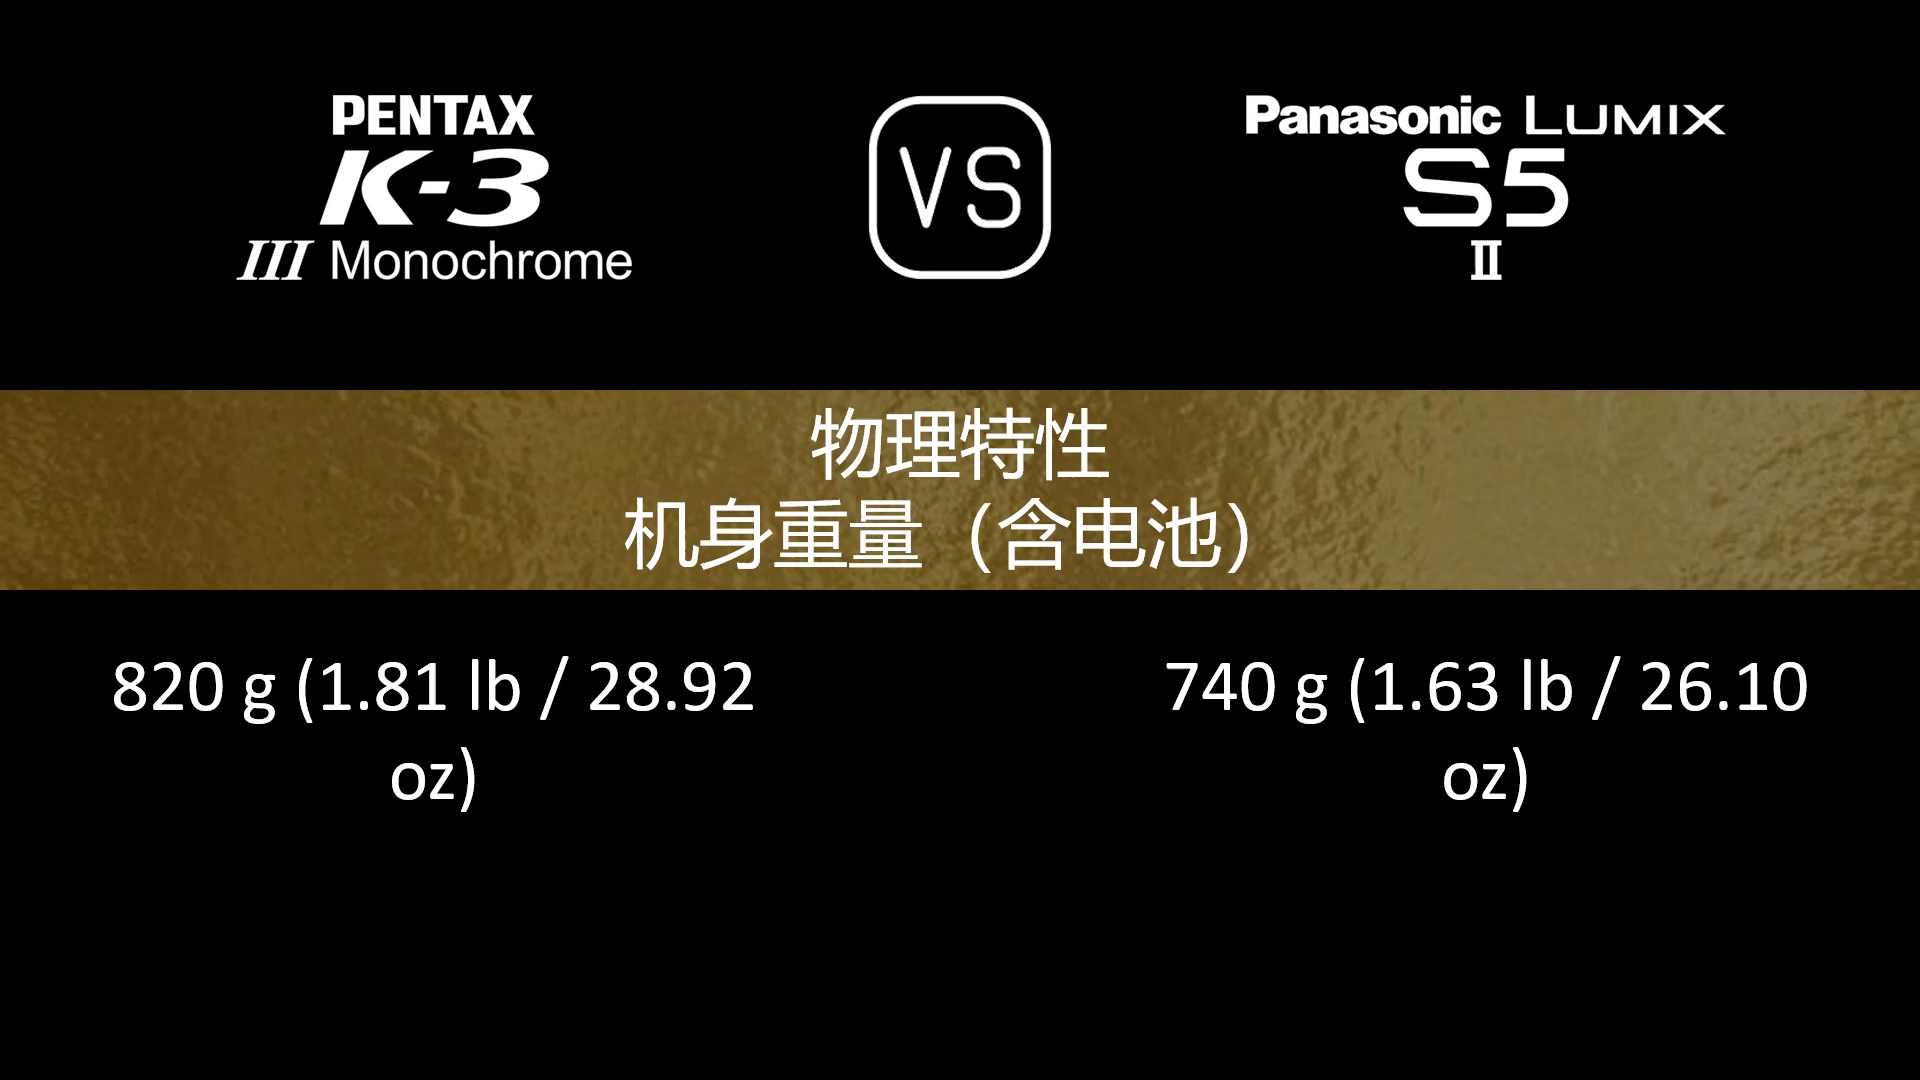 PENTAX
K-3
III Monochrome
VS
Panasonic LUMIX
S5
II
物理特性
机身重量（含电池）
820 g (1.81 lb / 28.92
oz)
740 g (1.63 lb / 26.10
oz)